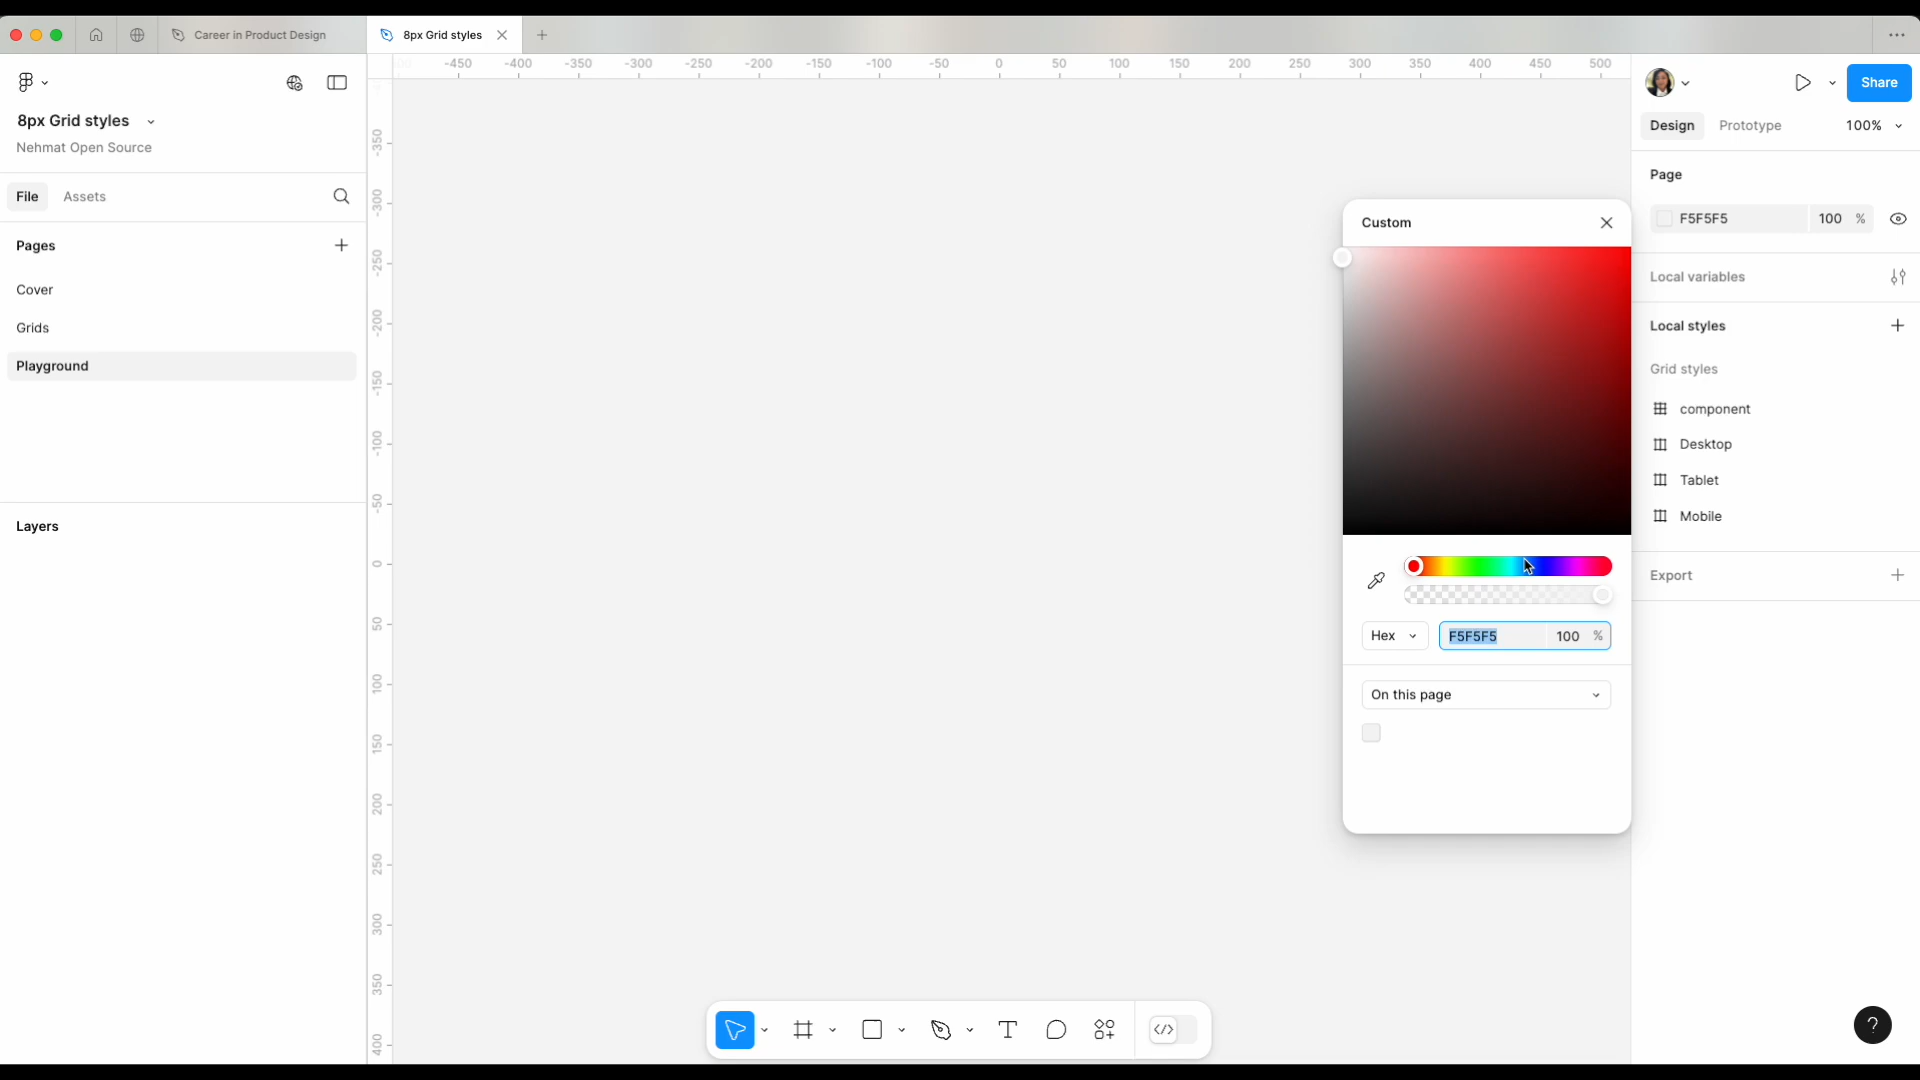 Career in Product Design
8px Grid styles
8px Grid styles
Nehmat Open Source
File
Assets
Pages
Cover
Grids
Playground
Layers
-450 -400 -350 -300 -250 -200 -150 -100 -50 0 50 100 150 200 250 300 350 400 450 500
-350
-300
-250
-200
-150
-100
-50
0
50
100
150
200
250
300
350
400
Custom
Hex
F5F5F5
100 %
On this page
Share
Design
Prototype
100%
Page
F5F5F5
100 %
Local variables
Local styles
Grid styles
component
Desktop
Tablet
Mobile
Export
?